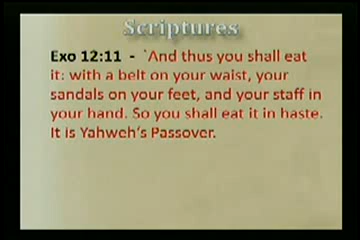 Scriptures
Exo 12:11 - `And thus you shall eat
it: with a belt on your waist, your
sandals on your feet, and your staff in
your hand. So you shall eat it in haste.
It is Yahweh's Passover.